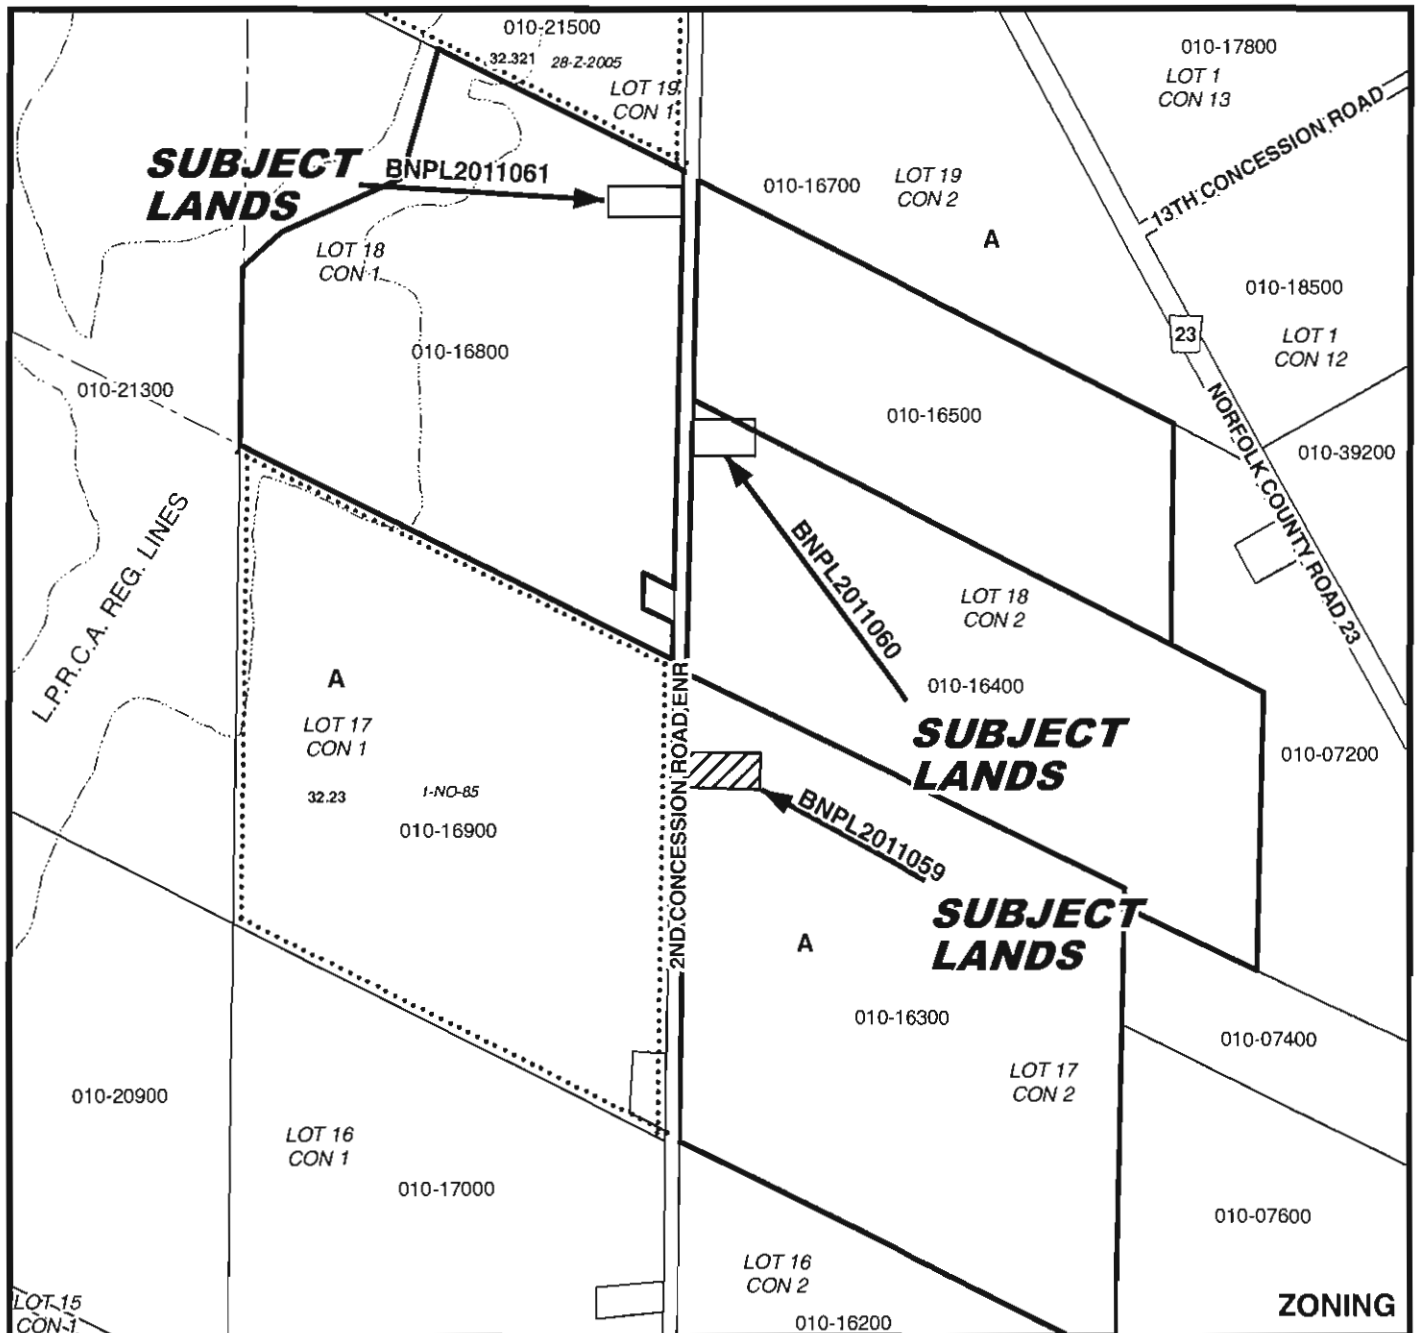 010-21500
32.321 28-Z-2005
LOT 19
CON 1
010-17800
LOT 1
CON 13
13TH CONCESSION ROAD
SUBJECT
LANDS
BNPL2011061
010-16700
LOT 19
CON 2
A
LOT 18
CON 1
010-18500
23
LOT 1
CON 12
010-16800
010-21300
010-16500
NORFOLK COUNTY ROAD 23
010-39200
L.P.R.C.A. REG. LINES
BNPL2011060
LOT 18
CON 2
010-16400
SUBJECT
LANDS
A
LOT 17
CON 1
32.23
1-NO-85
010-16900
2ND CONCESSION ROAD ENR
010-07200
BNPL2011059
SUBJECT
LANDS
A
010-16300
LOT 17
CON 2
010-07400
010-20900
LOT 16
CON 1
010-17000
010-07600
LOT 16
CON 2
010-16200
LOT 15
CON 1
ZONING